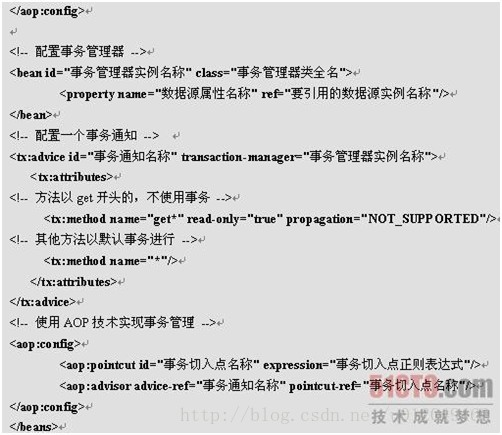 </aop:config>
<!-- 配置事务管理器 -->
<bean id="事务管理器实例名称" class="事务管理器类全名">
<property name="数据源属性名称" ref="要引用的数据源实例名称"/>
</bean>
<!-- 配置一个事务通知 -->
<tx:advice id="事务通知名称" transaction-manager="事务管理器实例名称">
<tx:attributes>
<!-- 方法以 get 开头的，不使用事务 -->
<tx:method name="get*" read-only="true" propagation="NOT_SUPPORTED"/>
<!-- 其他方法以默认事务进行 -->
<tx:method name="*"/>
</tx:attributes>
</tx:advice>
<!-- 使用 AOP 技术实现事务管理 -->
<aop:config>
<aop:pointcut id="事务切入点名称" expression="事务切入点正则表达式"/>
<aop:advisor advice-ref="事务通知名称" pointcut-ref="事务切入点名称"/>
</aop:config>
</beans>
51CTO.com
技术成就梦想
http://blog.csdn.net/